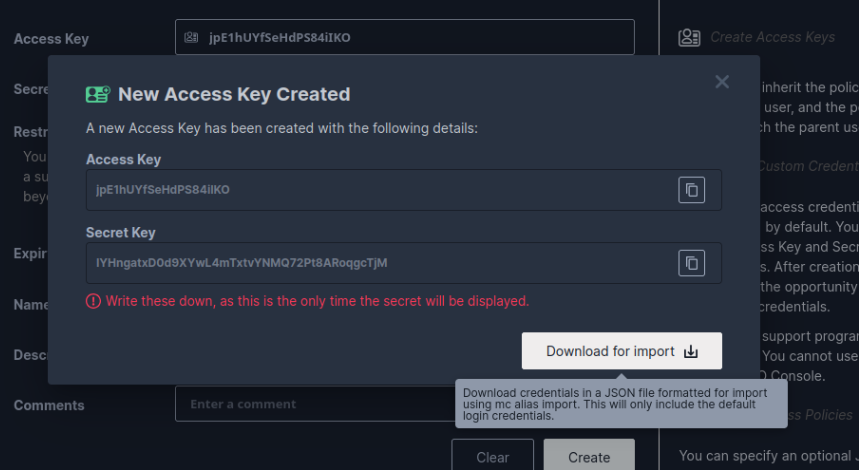 Access Key
jpE1hUYfSeHdPS84iIKO
Create Access Keys
Secre
inherit the polic
New Access Key Created
user, and the p
A new Access Key has been created with the following details:
Restr
ch the parent us
You
Access Key
a su
Custom Credent
jpE1hUYfSeHdPS84iIKO
bey
access credenti
Secret Key
by default. You
Expir
ss Key and Secr
IYHngatxD0d9XYwL4mTxtvYNMQ72Pt8ARoqgcTjM
s. After creation
the opportunity
Name
Write these down, as this is the only time the secret will be displayed.
credentials.
support progra
Desc
Download for import
You cannot use
O Console.
Download credentials in a JSON file formatted for import
using mc alias import. This will only include the default
login credentials.
Comments
Enter a comment
ss Policies
Clear
Create
You can specify an optional J